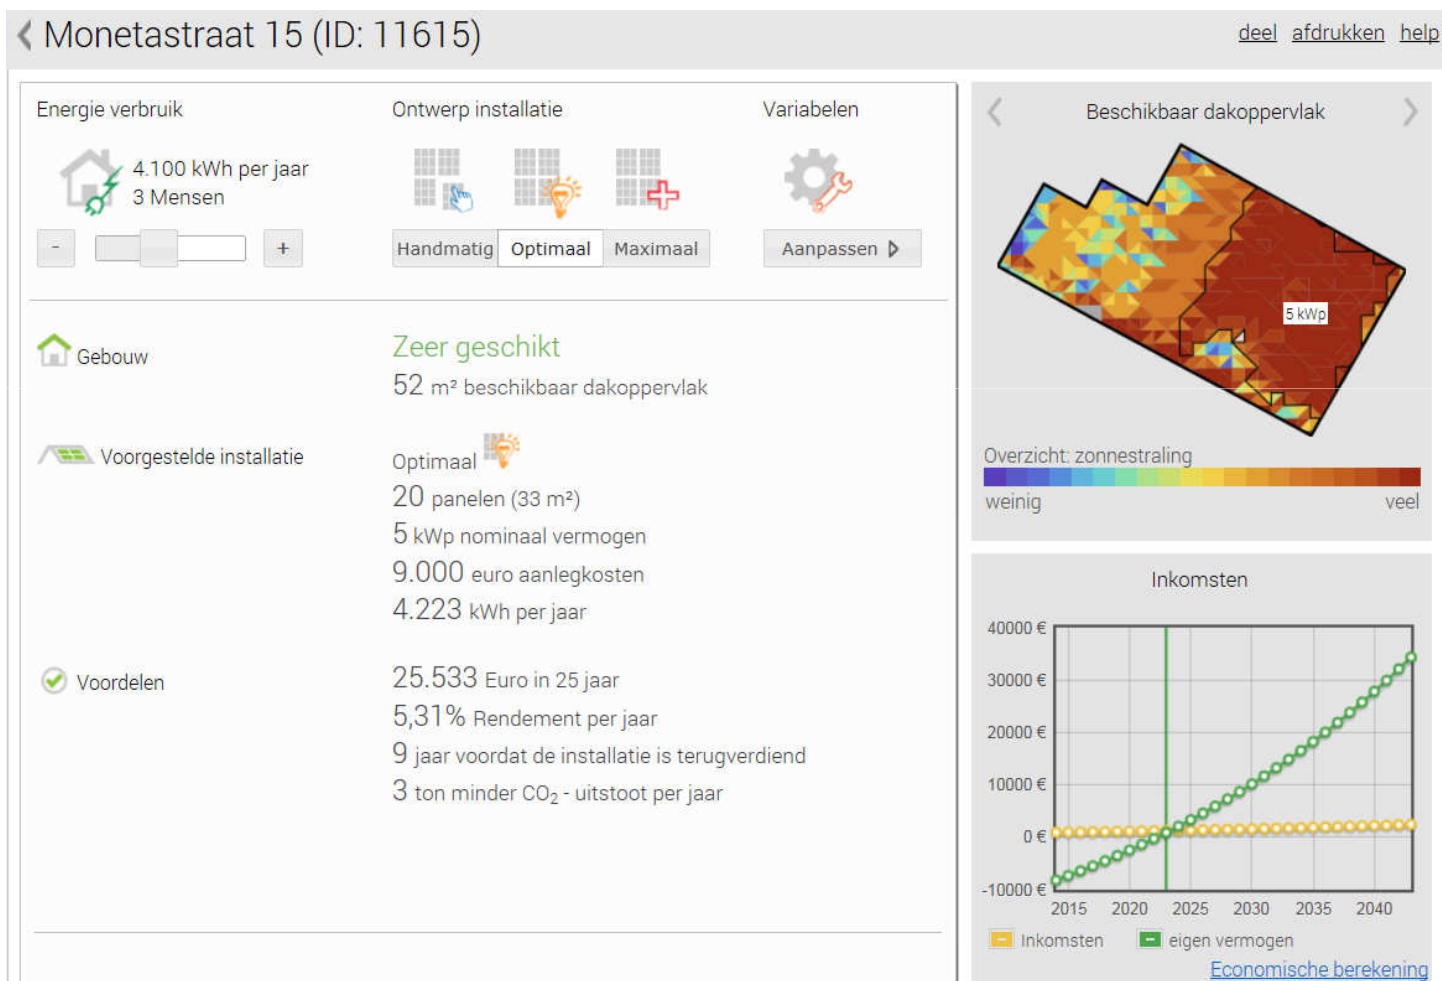 Monetastraat 15 (ID: 11615)
deel afdrukken help
Energie verbruik
4.100 kWh per jaar
3 Mensen
- +
Ontwerp installatie
Handmatig Optimaal Maximaal
Variabelen
Aanpassen
Gebouw
Zeer geschikt
52 m² beschikbaar dakoppervlak
Voorgestelde installatie
Optimaal
20 panelen (33 m²)
5 kWp nominaal vermogen
9.000 euro aanlegkosten
4.223 kWh per jaar
Voordelen
25.533 Euro in 25 jaar
5,31% Rendement per jaar
9 jaar voordat de installatie is terugverdiend
3 ton minder CO₂ - uitstoot per jaar
Beschikbaar dakoppervlak
5 kWp
Overzicht: zonnestraling
weinig veel
Inkomsten
40000 €
30000 €
20000 €
10000 €
0 €
-10000 €
2015 2020 2025 2030 2035 2040
Inkomsten eigen vermogen
Economische berekening